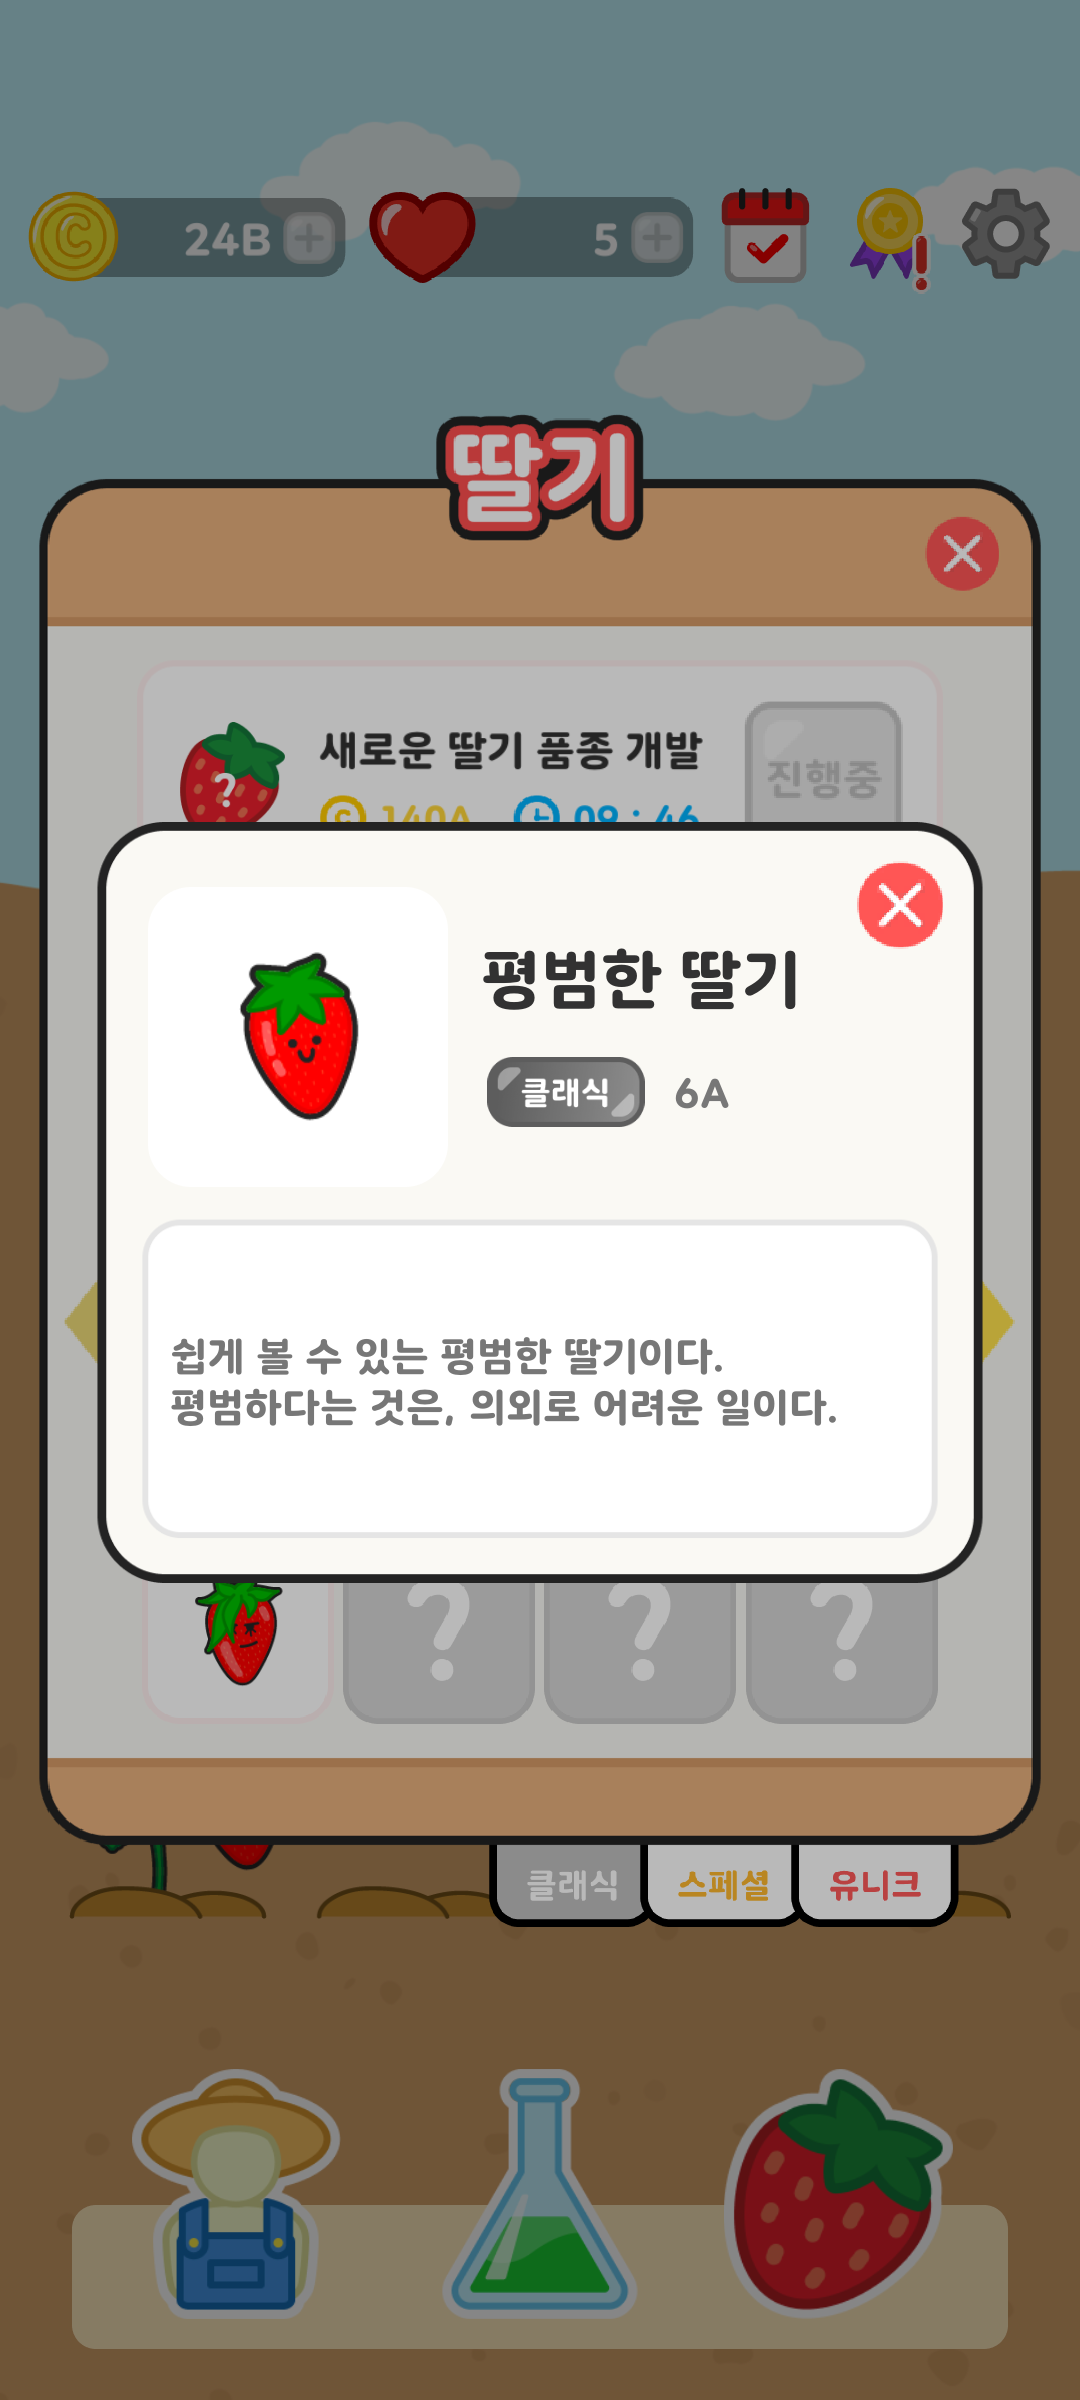 24B
5
딸기
새로운 딸기 품종 개발
진행중
140A
09 : 46
평범한 딸기
클래식
6A
쉽게 볼 수 있는 평범한 딸기이다.
평범하다는 것은, 의외로 어려운 일이다.
? ? ?
클래식
스페셜
유니크